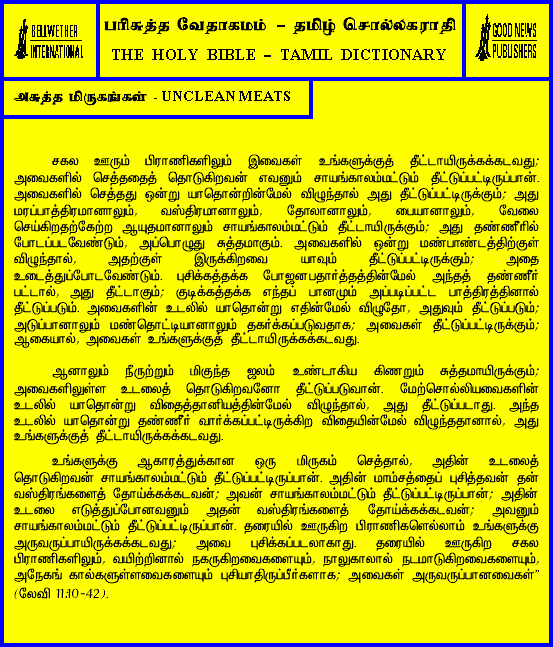 BELLWETHER
INTERNATIONAL
பரிசுத்த வேதாகமம் – தமிழ் சொல்லகராதி
THE HOLY BIBLE – TAMIL DICTIONARY
GOOD NEWS
PUBLISHERS
அசுத்த மிருகங்கள் - UNCLEAN MEATS
சகல ஊரும் பிராணிகளிலும் இவைகள் உங்களுக்குத் தீட்டாயிருக்கக்கடவது;
அவைகளில் செத்ததைத் தொடுகிறவன் எவனும் சாயங்காலம்மட்டும் தீட்டுப்பட்டிருப்பான்.
அவைகளில் செத்தது ஒன்று யாதொன்றின்மேல் விழுந்தால் அது தீட்டுப்பட்டிருக்கும்; அது
மரப்பாத்திரமானாலும், வஸ்திரமானாலும், தோலானாலும், பையானாலும், வேலை
செய்கிறதற்கேற்ற ஆயுதமானாலும் சாயங்காலம்மட்டும் தீட்டாயிருக்கும்; அது தண்ணீரில்
போடப்படவேண்டும், அப்பொழுது சுத்தமாகும். அவைகளில் ஒன்று மண்பாண்டத்திற்குள்
விழுந்தால், அதற்குள் இருக்கிறவை யாவும் தீட்டுப்பட்டிருக்கும்; அதை
உடைத்துப்போடவேண்டும். புசிக்கத்தக்க போஜனபதார்த்தத்தின்மேல் அந்தத் தண்ணீர்
பட்டால், அது தீட்டாகும்; குடிக்கத்தக்க எந்தப் பானமும் அப்படிப்பட்ட பாத்திரத்தினால்
தீட்டுப்படும். அவைகளின் உடலில் யாதொன்று எதின்மேல் விழுதோ, அதுவும் தீட்டுப்படும்;
அடுப்பானாலும் மண்தொட்டியானாலும் தகர்க்கப்படுவதாக; அவைகள் தீட்டுப்பட்டிருக்கும்;
ஆகையால், அவைகள் உங்களுக்குத் தீட்டாயிருக்கக்கடவது.
ஆனாலும் நீருற்றும் மிகுந்த ஜலம் உண்டாகிய கிணறும் சுத்தமாயிருக்கும்;
அவைகளிலுள்ள உடலைத் தொடுகிறவனோ தீட்டுப்படுவான். மேற்சொல்லியவைகளின்
உடலில் யாதொன்று விதைத்தானியத்தின்மேல் விழுந்தால், அது தீட்டுப்படாது. அந்த
உடலில் யாதொன்று தண்ணீர் வார்க்கப்பட்டிருக்கிற விதையின்மேல் விழுந்ததானால், அது
உங்களுக்குத் தீட்டாயிருக்கக்கடவது.
உங்களுக்கு ஆகாரத்துக்கான ஒரு மிருகம் செத்தால், அதின் உடலைத்
தொடுகிறவன் சாயங்காலம்மட்டும் தீட்டுப்பட்டிருப்பான். அதின் மாம்சத்தைப் புசித்தவன் தன்
வஸ்திரங்களைத் தோய்க்கக்கடவன்; அவன் சாயங்காலம்மட்டும் தீட்டுப்பட்டிருப்பான்; அதின்
உடலை எடுத்துப்போனவனும் அதன் வஸ்திரங்களைத் தோய்க்கக்கடவன்; அவனும்
சாயங்காலம்மட்டும் தீட்டுப்பட்டிருப்பான். தரையில் ஊருகிற பிராணிகளெல்லாம் உங்களுக்கு
அருவருப்பாயிருக்கக்கடவது; அவை புசிக்கப்படலாகாது. தரையில் ஊருகிற சகல
பிராணிகளிலும், வயிற்றினால் நகருகிறவைகளையும், நாலுகாலால் நடமாடுகிறவைகளையும்,
அநேகங் கால்களுள்ளவைகளையும் புசியாதிருப்பீர்களாக; அவைகள் அருவருப்பானவைகள்”
(லேவி 11:10-42).